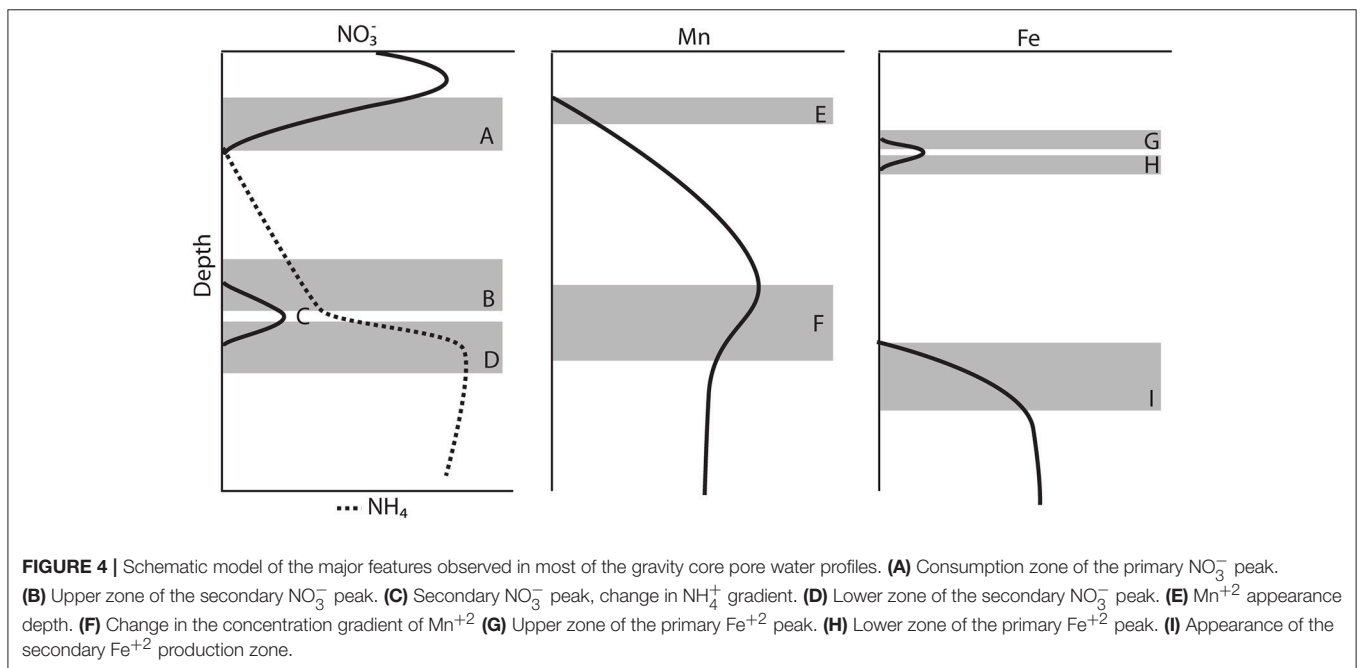 NO₃⁻
Mn
Fe
A
E
G
H
Depth
B
C
F
D
I
NH₄
FIGURE 4 | Schematic model of the major features observed in most of the gravity core pore water profiles. (A) Consumption zone of the primary NO₃⁻ peak.
(B) Upper zone of the secondary NO₃⁻ peak. (C) Secondary NO₃⁻ peak, change in NH₄⁺ gradient. (D) Lower zone of the secondary NO₃⁻ peak. (E) Mn⁺² appearance
depth. (F) Change in the concentration gradient of Mn⁺² (G) Upper zone of the primary Fe⁺² peak. (H) Lower zone of the primary Fe⁺² peak. (I) Appearance of the
secondary Fe⁺² production zone.